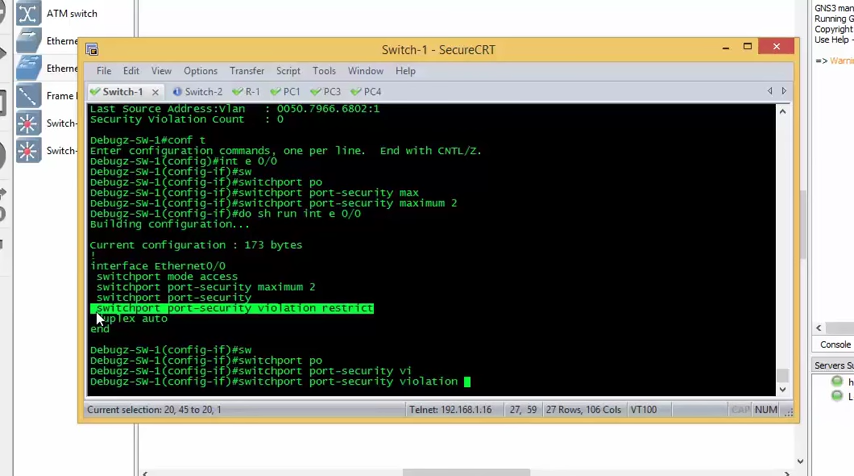 ATM switch
Etherne
Etherne
Frame
Switch-
Switch-
Switch-1 - SecureCRT
File Edit View Options Transfer Script Tools Window Help
Switch-1 Switch-2 R-1 PC1 PC3 PC4
Last Source Address:Vlan : 0050.7966.6802:1
Security Violation Count : 0
Debugz-SW-1#conf t
Enter configuration commands, one per line. End with CNTL/Z.
Debugz-SW-1(config)#int e 0/0
Debugz-SW-1(config-if)#sw
Debugz-SW-1(config-if)#switchport po
Debugz-SW-1(config-if)#switchport port-security max
Debugz-SW-1(config-if)#switchport port-security maximum 2
Debugz-SW-1(config-if)#do sh run int e 0/0
Building configuration...
Current configuration : 173 bytes
!
interface Ethernet0/0
switchport mode access
switchport port-security maximum 2
switchport port-security
switchport port-security violation restrict
duplex auto
end
Debugz-SW-1(config-if)#sw
Debugz-SW-1(config-if)#switchport po
Debugz-SW-1(config-if)#switchport port-security vi
Debugz-SW-1(config-if)#switchport port-security violation
Current selection: 20, 45 to 20, 1 Telnet: 192.168.1.16 27, 59 27 Rows, 106 Cols VT100 CAP NUM
GNS3 man
Running G
Copyright
Use Help -
=> Warnin
Console
Servers Su
h
L